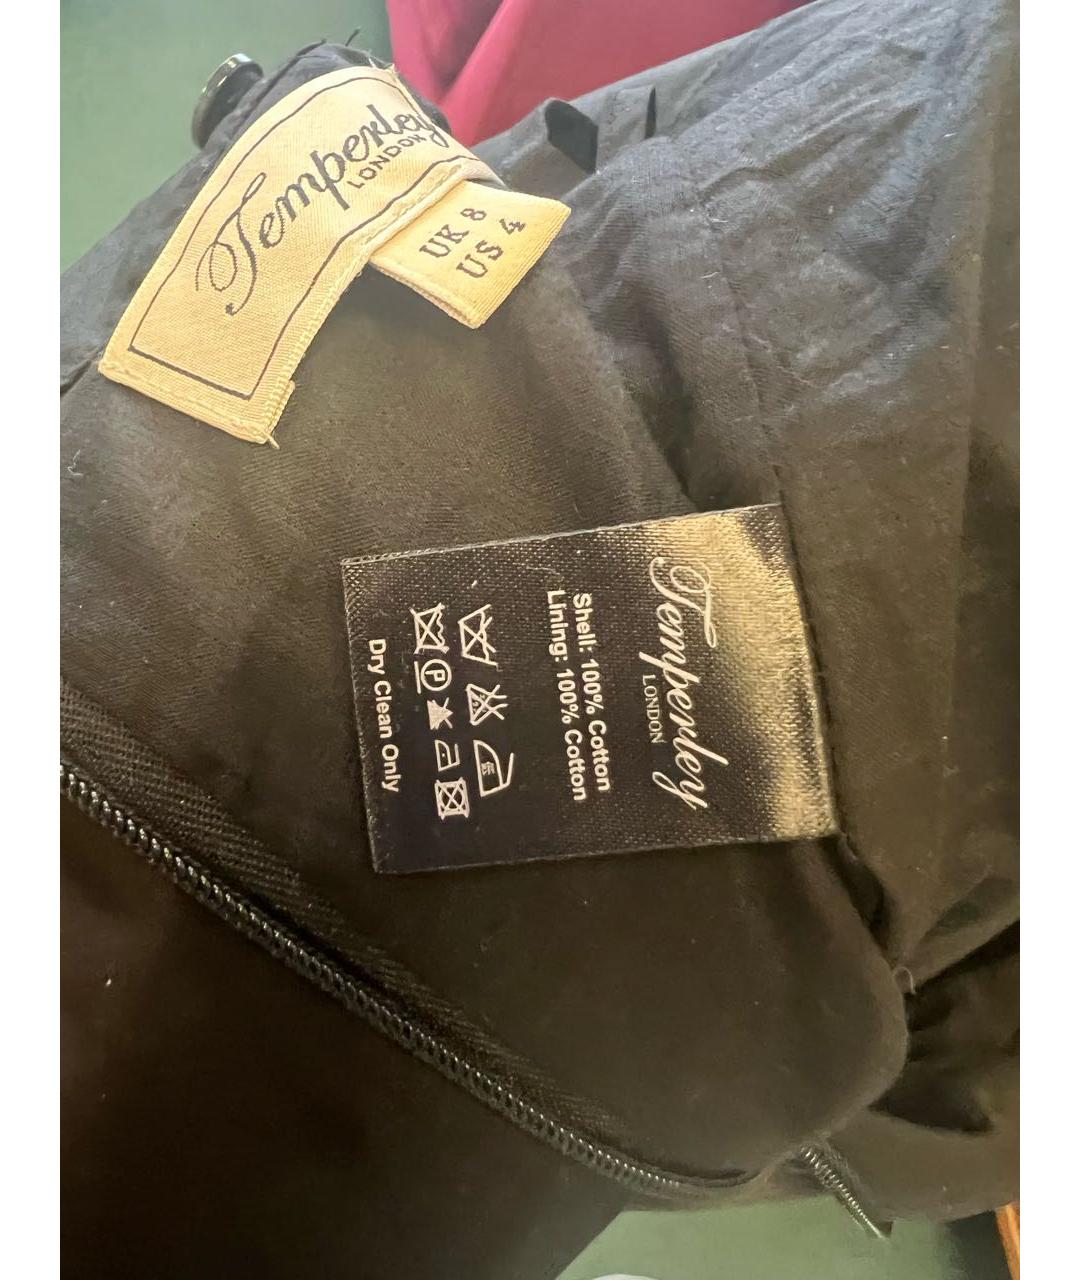 Temperley
LONDON
UK 8
US 4
Temperley
LONDON
Shell: 100% Cotton
Lining: 100% Cotton
P
Dry Clean Only